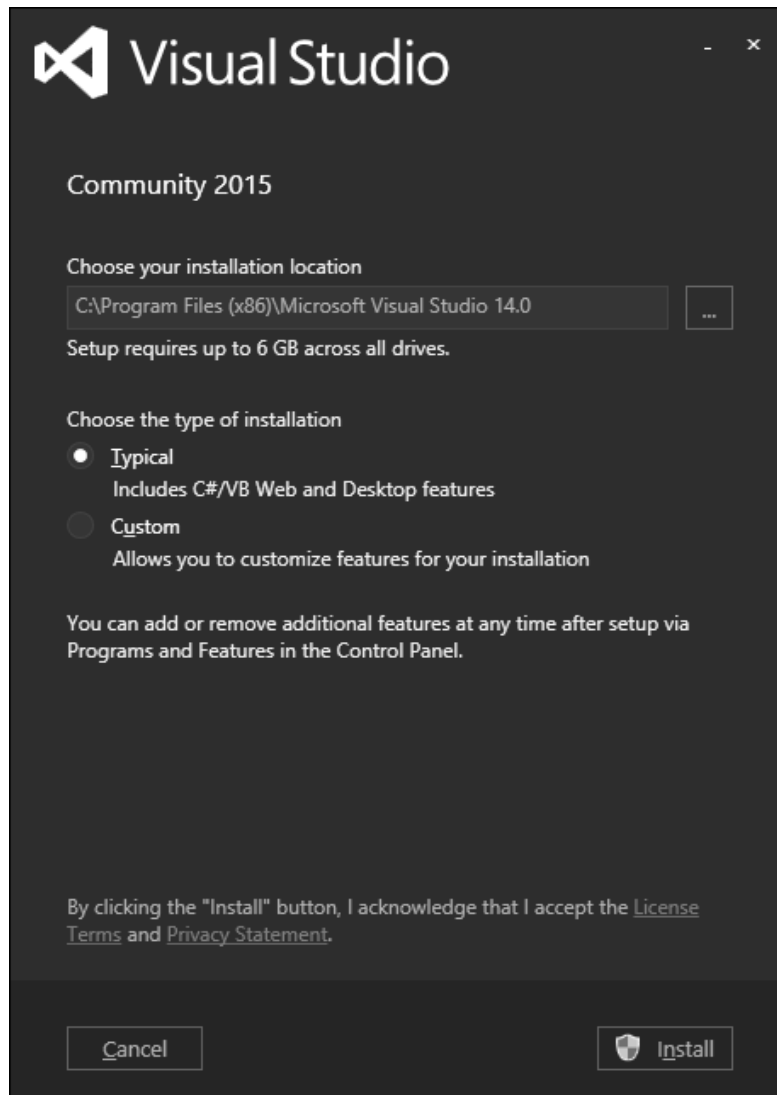 Visual Studio
Community 2015
Choose your installation location
C:\Program Files (x86)\Microsoft Visual Studio 14.0
...
Setup requires up to 6 GB across all drives.
Choose the type of installation
Typical
Includes C#/VB Web and Desktop features
Custom
Allows you to customize features for your installation
You can add or remove additional features at any time after setup via
Programs and Features in the Control Panel.
By clicking the "Install" button, I acknowledge that I accept the License
Terms and Privacy Statement.
Cancel
Install